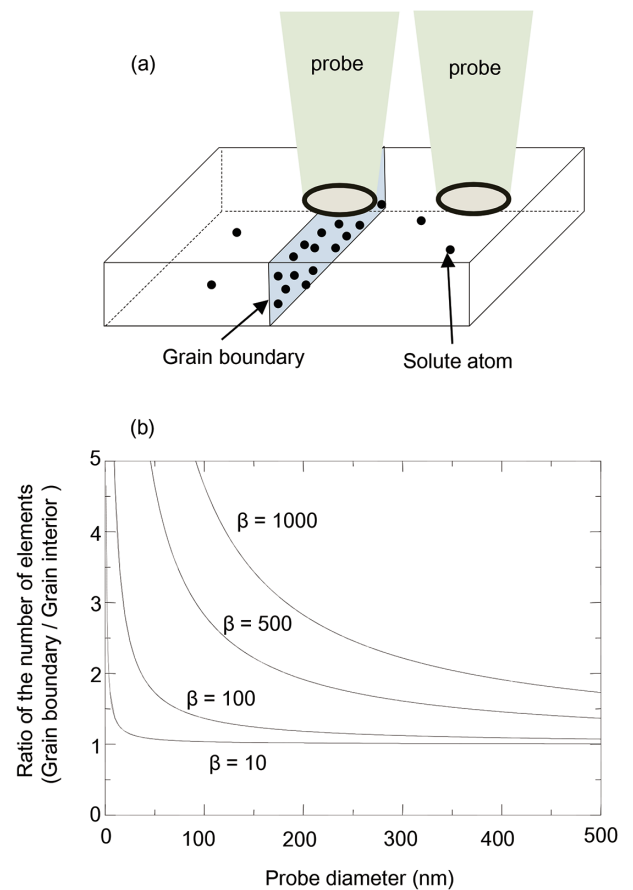 (a)
probe
probe
Grain boundary
Solute atom
(b)
Ratio of the number of elements
(Grain boundary / Grain interior )
5
4
3
2
1
0
β = 1000
β = 500
β = 100
β = 10
0 100 200 300 400 500
Probe diameter (nm)